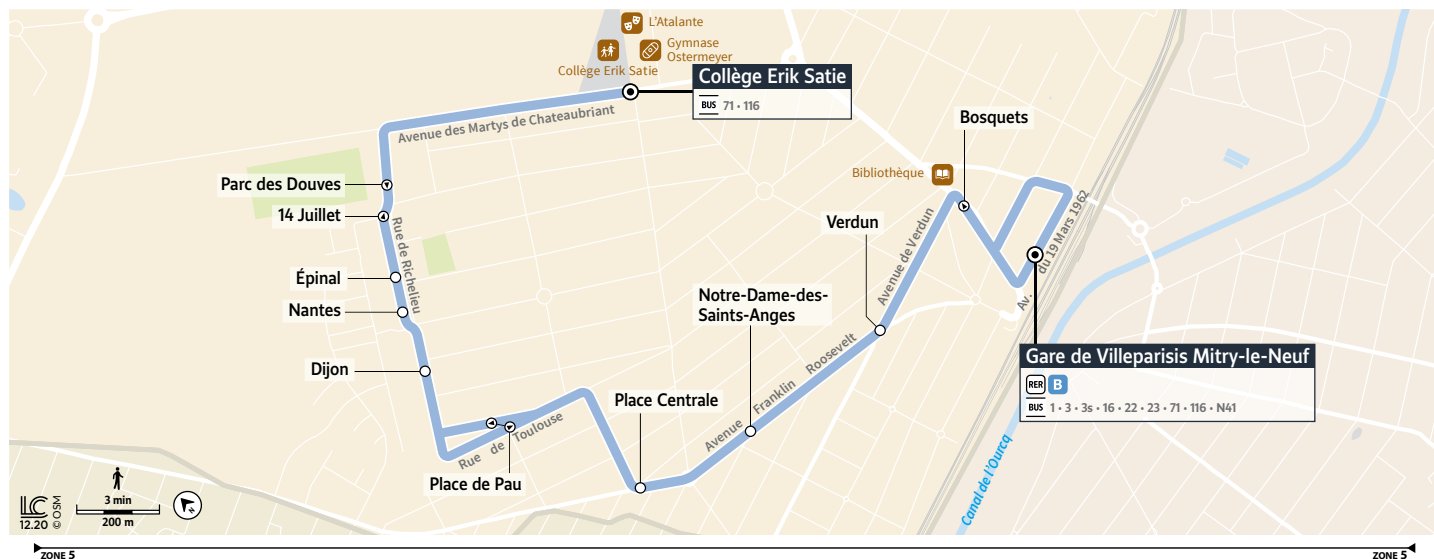 L'Atalante
Gymnase
Ostermeyer
Collège Erik Satie
Collège Erik Satie
BUS 71 • 116
Avenue des Martys de Chateaubriant
Bosquets
Bibliothèque
Parc des Douves
14 Juillet
Rue de Richelieu
Verdun
Avenue de Verdun
Av. du 19 Mars 1962
Épinal
Nantes
Notre-Dame-des-
Saints-Anges
Dijon
Avenue Franklin Roosevelt
Gare de Villeparisis Mitry-le-Neuf
RER B
BUS 1 • 3 • 3s • 16 • 22 • 23 • 71 • 116 • N41
Place Centrale
Rue de Toulouse
Place de Pau
Canal de l'Ourcq
LC
12.20
© OSM
3 min
200 m
N
ZONE 5
ZONE 5